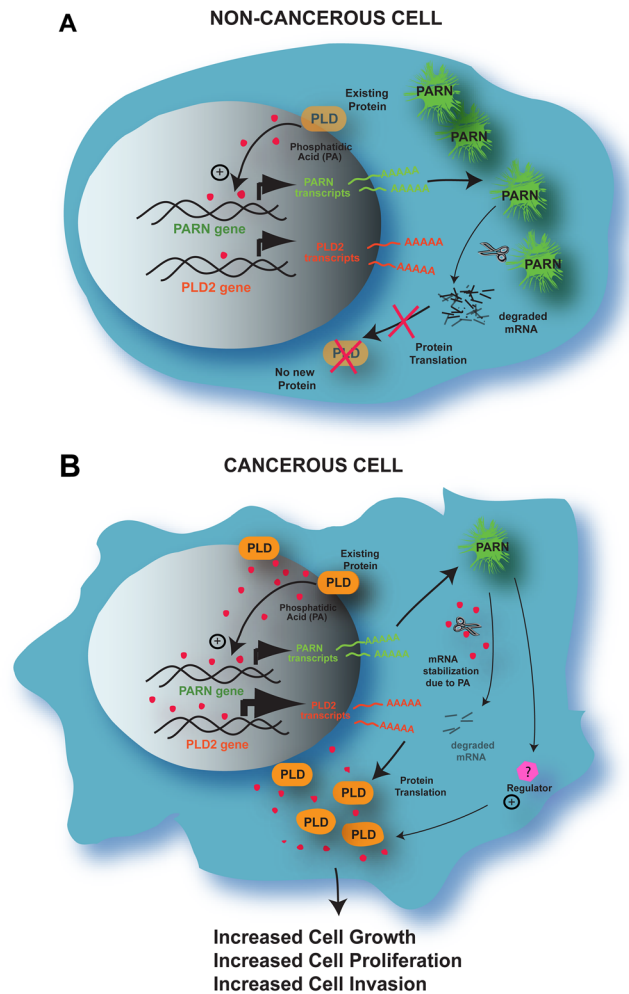 A
NON-CANCEROUS CELL
Existing
Protein
PLD
Phosphatidic
Acid (PA)
PARN
PARN
+
PARN
transcripts
AAAAA
AAAAA
PARN
PARN gene
PLD2
transcripts
AAAAA
AAAAA
PARN
PLD2 gene
degraded
mRNA
Protein
Translation
PLD
No new
Protein
B
CANCEROUS CELL
PLD
Existing
Protein
PLD
PARN
Phosphatidic
Acid (PA)
+
PARN
transcripts
AAAAA
AAAAA
mRNA
stabilization
due to PA
PARN gene
PLD2
transcripts
AAAAA
AAAAA
PLD2 gene
degraded
mRNA
PLD
PLD
Protein
Translation
?
Regulator
+
PLD
PLD
Increased Cell Growth
Increased Cell Proliferation
Increased Cell Invasion